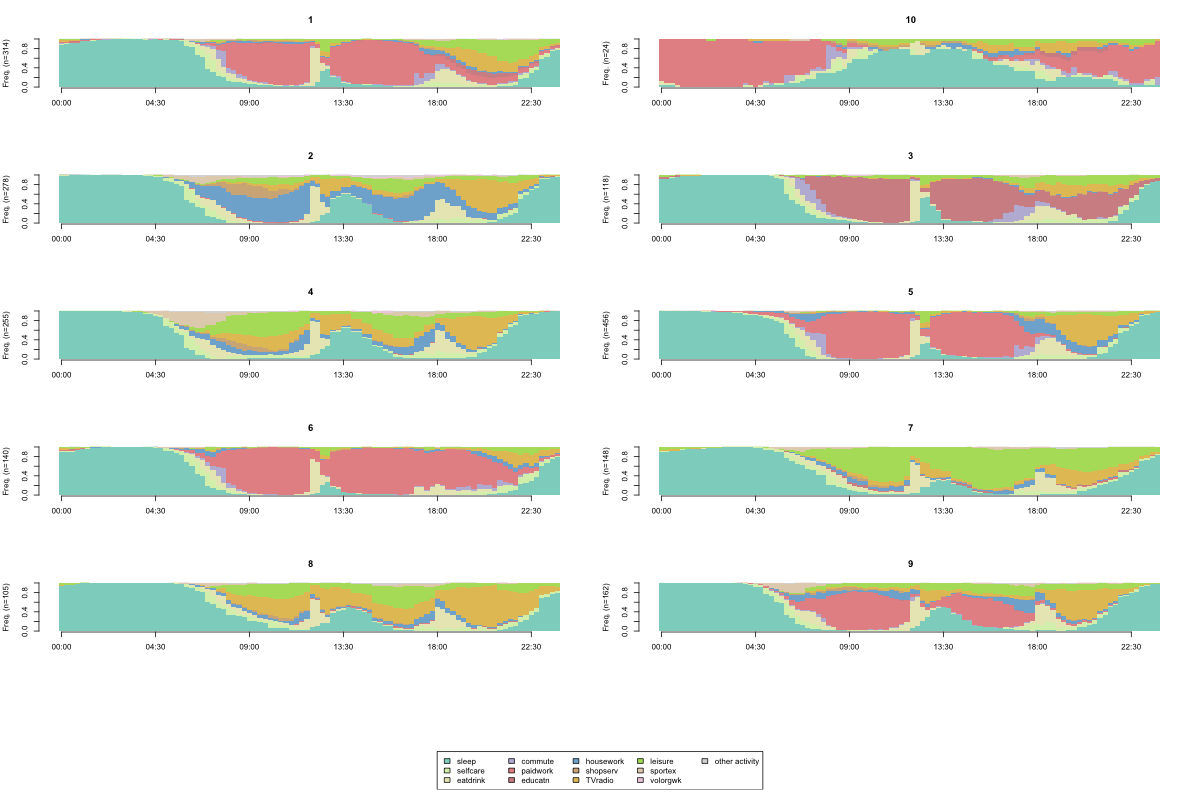 1
Freq. (n=314)
0.0 0.4 0.8
00:00 04:30 09:00 13:30 18:00 22:30
10
Freq. (n=24)
0.0 0.4 0.8
00:00 04:30 09:00 13:30 18:00 22:30
2
Freq. (n=278)
0.0 0.4 0.8
00:00 04:30 09:00 13:30 18:00 22:30
3
Freq. (n=118)
0.0 0.4 0.8
00:00 04:30 09:00 13:30 18:00 22:30
4
Freq. (n=255)
0.0 0.4 0.8
00:00 04:30 09:00 13:30 18:00 22:30
5
Freq. (n=456)
0.0 0.4 0.8
00:00 04:30 09:00 13:30 18:00 22:30
6
Freq. (n=140)
0.0 0.4 0.8
00:00 04:30 09:00 13:30 18:00 22:30
7
Freq. (n=148)
0.0 0.4 0.8
00:00 04:30 09:00 13:30 18:00 22:30
8
Freq. (n=105)
0.0 0.4 0.8
00:00 04:30 09:00 13:30 18:00 22:30
9
Freq. (n=162)
0.0 0.4 0.8
00:00 04:30 09:00 13:30 18:00 22:30
sleep commute housework leisure other activity
selfcare paidwork shopserv sportex
eatdrink educatn TVradio volorgwk